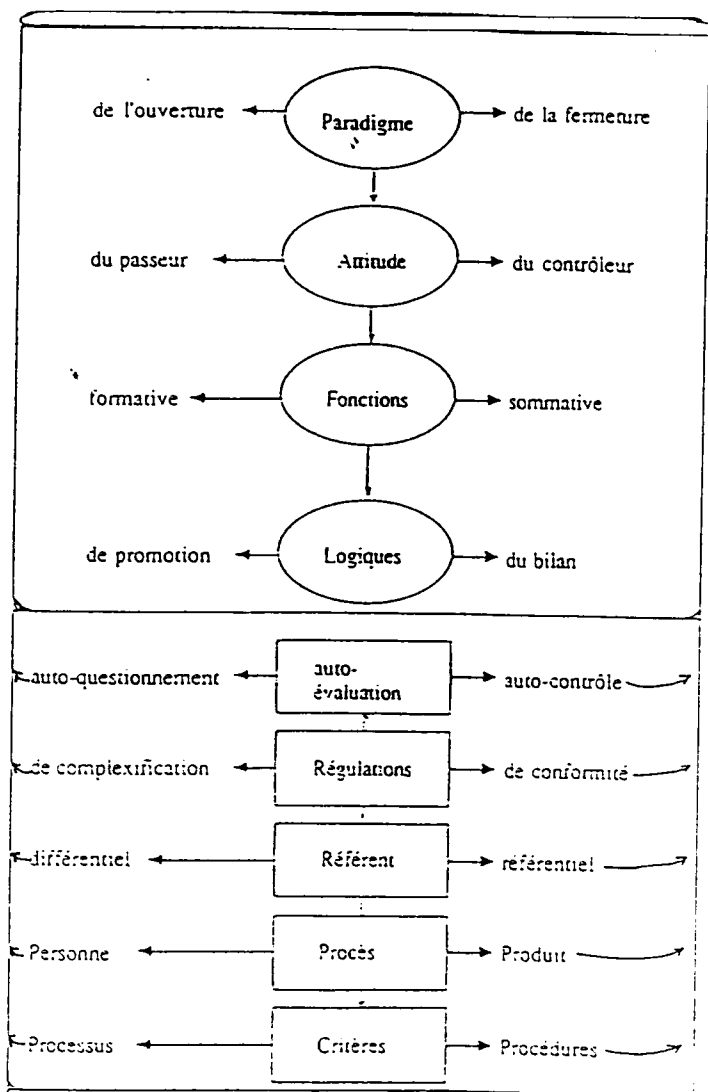 de l'ouverture Paradigme de la fermeture
du passeur Attitude du contrôleur
formative Fonctions sommative
de promotion Logiques du bilan
auto-questionnement auto- auto-contrôle
évaluation
de complexification Régulations de conformité
différentiel Référent référentiel
Personne Procès Produit
Processus Critères Procédures